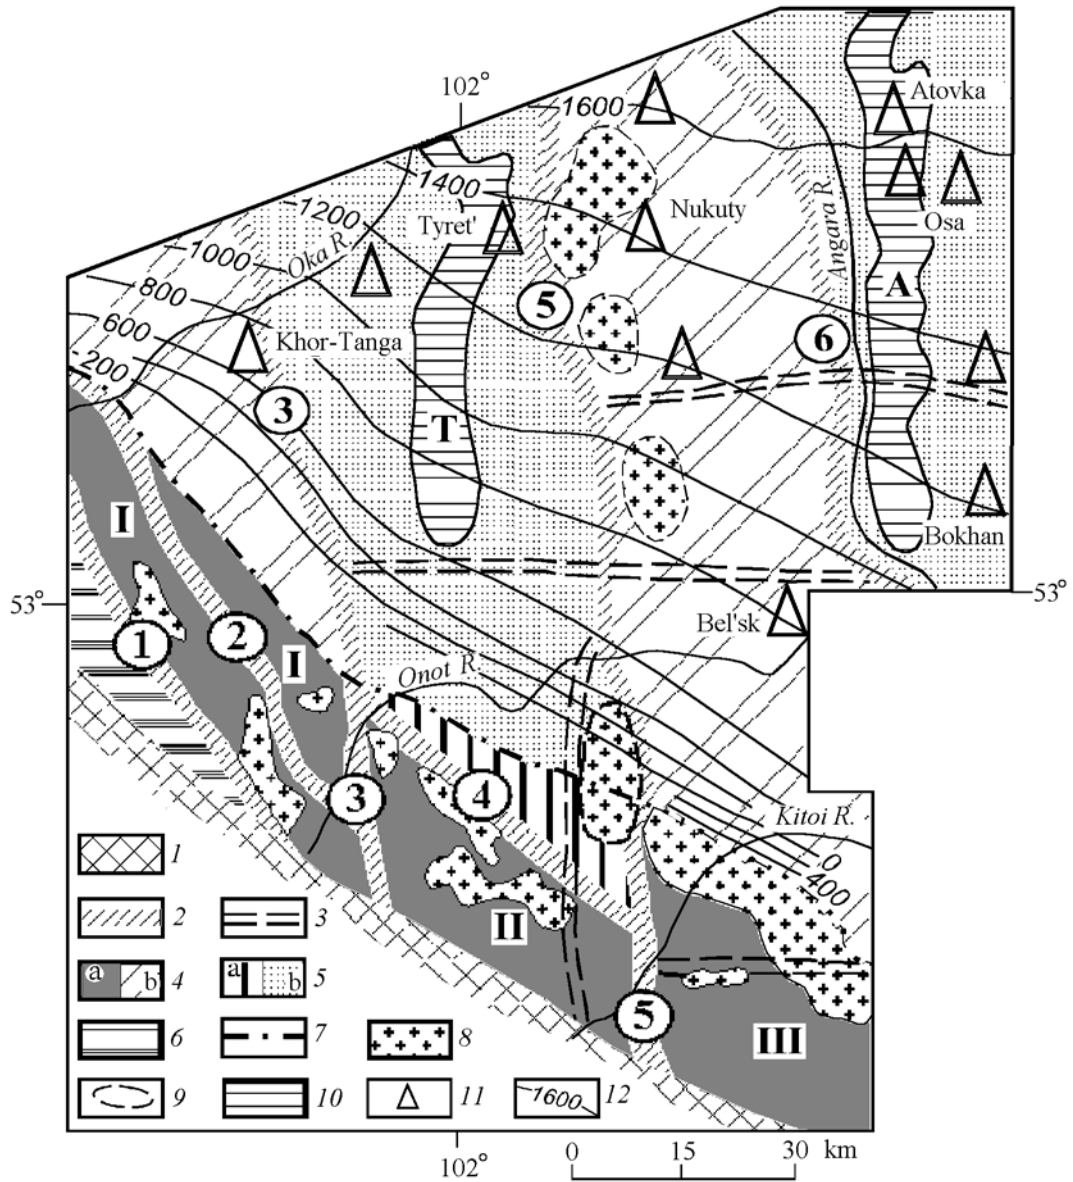 102°
1600
Atovka
1400
1200
Tyret'
Nukuty
Angara R.
Osa
Oka R.
1000
800
A
5
600
Khor-Tanga
6
200
3
T
I
Bokhan
53°
53°
Bel'sk
1
2
I
Onot R.
3
4
Kitoi R.
0
400
1
2
3
II
a
b
4
a
b
5
5
6
7
8
III
9
10
11
1600
12
102°
0
15
30
km